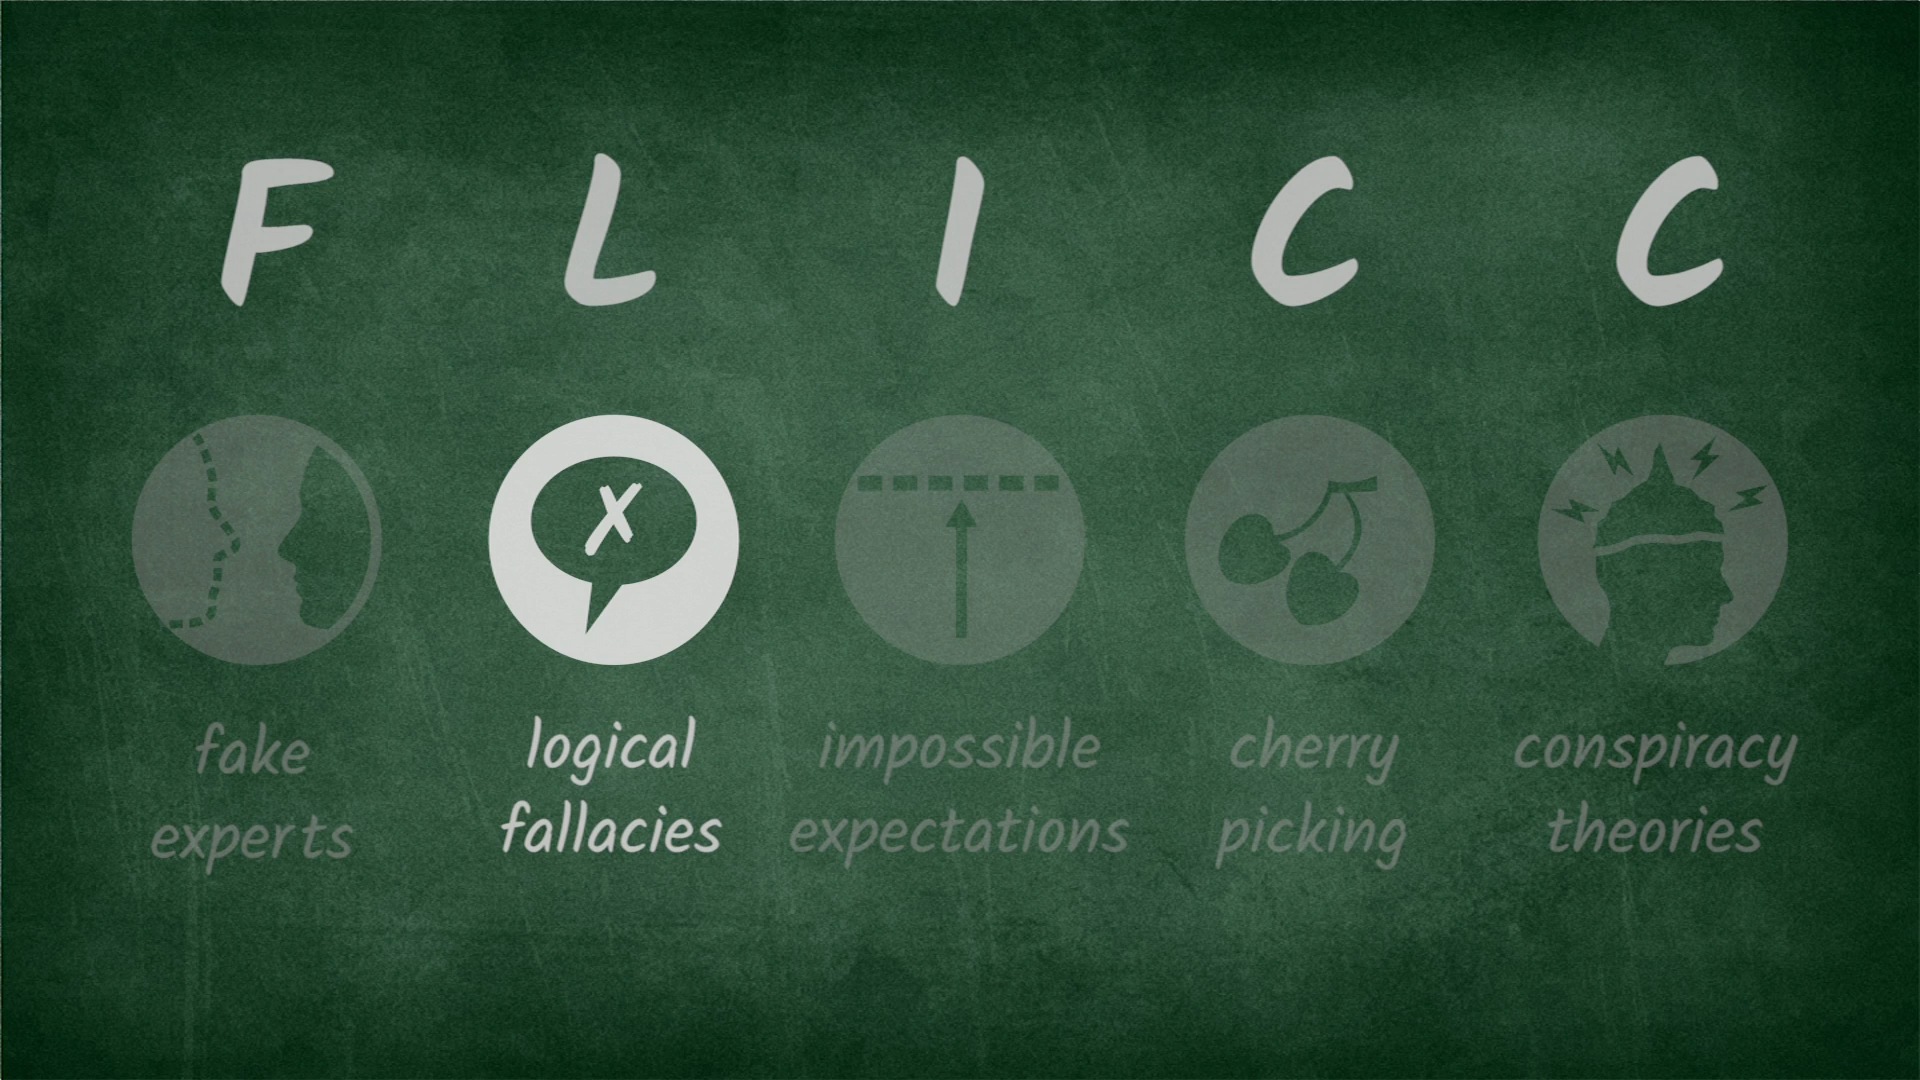 F L I C C
fake logical impossible cherry conspiracy
experts fallacies expectations picking theories